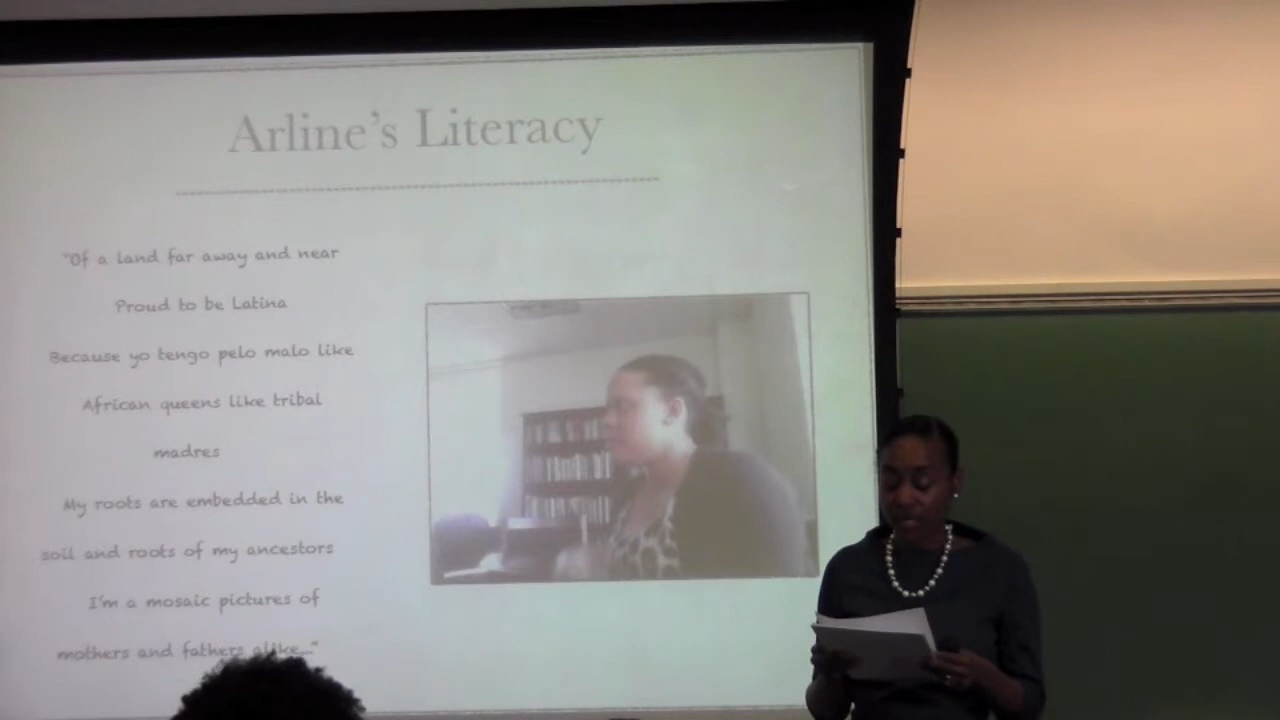 Arline's Literacy
"Of a land far away and near
Proud to be Latina
Because yo tengo pelo malo like
African queens like tribal
madres
My roots are embedded in the
soil and roots of my ancestors
I'm a mosaic pictures of
mothers and fathers alike..."